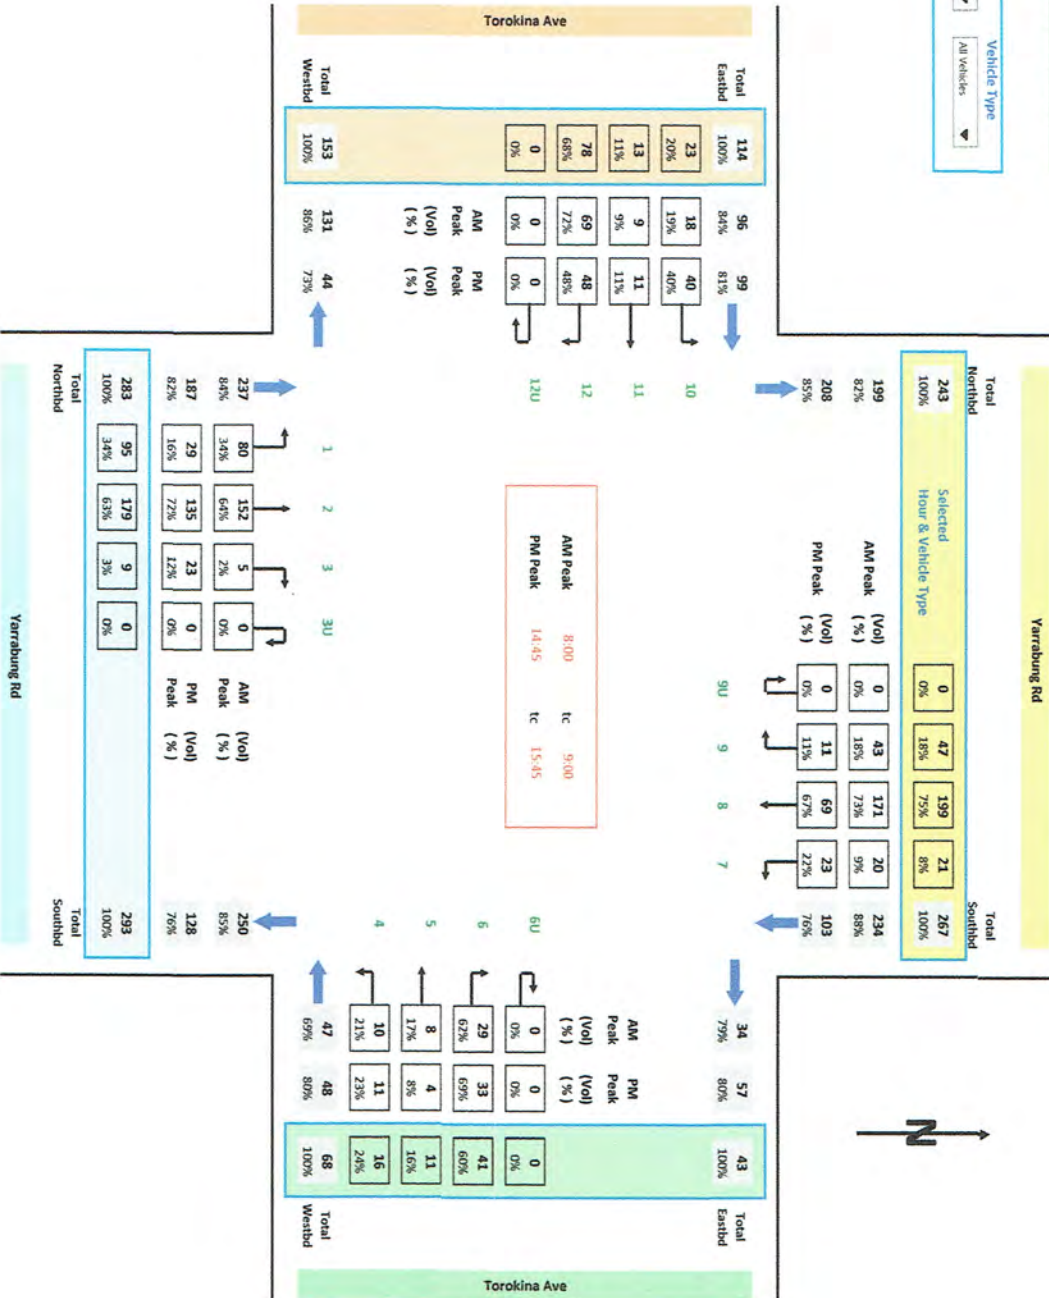 Vehicle Type
All Vehicles
Yarrabung Rd
Total Northbd
243
100%
Selected
Hour & Vehicle Type
0 47 199 21
0% 18% 75% 8%
Total Southbd
267
100%
199
82%
AM Peak (Vol) (%)
0 43 171 20
0% 18% 73% 9%
234
88%
208
85%
PM Peak (Vol) (%)
0 11 69 23
0% 11% 67% 22%
103
76%
9U 9 8 7
N
Torokina Ave
Total Eastbd
114 96 99
100% 84% 81%
23 18 40 10
20% 19% 40%
13 9 11 11
11% 9% 11%
78 69 48 12
68% 72% 48%
0 0 0 12U
0% 0% 0%
AM Peak (Vol) (%)
PM Peak (Vol) (%)
Total Westbd
153 131 44
100% 86% 73%
AM Peak 8:00 tc 9:00
PM Peak 14:45 tc 15:45
34 57 43
79% 80% 100%
Total Eastbd
AM Peak (Vol) (%)
PM Peak (Vol) (%)
6U 0 0 0
0% 0% 0%
6 29 33 41
62% 69% 60%
5 8 4 11
17% 8% 16%
4 10 11 16
21% 23% 24%
47 48 68
69% 80% 100%
Total Westbd
Torokina Ave
1 2 3 3U
237 80 152 5 0
84% 34% 64% 2% 0%
AM Peak (Vol) (%)
250
85%
187 29 135 23 0
82% 16% 72% 12% 0%
PM Peak (Vol) (%)
128
76%
283 95 179 9 0
100% 34% 63% 3% 0%
293
100%
Total Northbd
Total Southbd
Yarrabung Rd